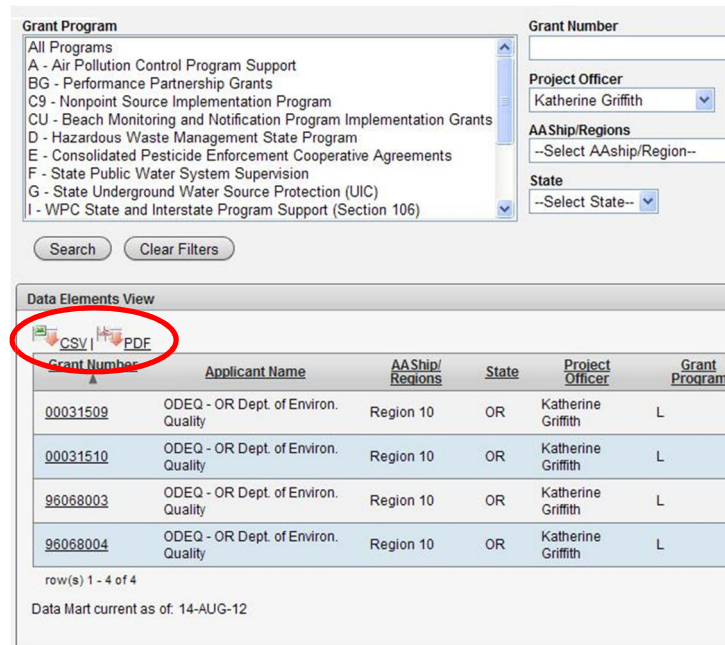 Grant Program
All Programs
A - Air Pollution Control Program Support
BG - Performance Partnership Grants
C9 - Nonpoint Source Implementation Program
CU - Beach Monitoring and Notification Program Implementation Grants
D - Hazardous Waste Management State Program
E - Consolidated Pesticide Enforcement Cooperative Agreements
F - State Public Water System Supervision
G - State Underground Water Source Protection (UIC)
I - WPC State and Interstate Program Support (Section 106)
Grant Number
Project Officer
Katherine Griffith
AAShip/Regions
--Select AAship/Region--
State
--Select State--
Search Clear Filters
Data Elements View
CSV | PDF
Grant Number Applicant Name AAShip/ Regions State Project Officer Grant Program
00031509 ODEQ - OR Dept. of Environ. Quality Region 10 OR Katherine Griffith L
00031510 ODEQ - OR Dept. of Environ. Quality Region 10 OR Katherine Griffith L
96068003 ODEQ - OR Dept. of Environ. Quality Region 10 OR Katherine Griffith L
96068004 ODEQ - OR Dept. of Environ. Quality Region 10 OR Katherine Griffith L
row(s) 1 - 4 of 4
Data Mart current as of: 14-AUG-12